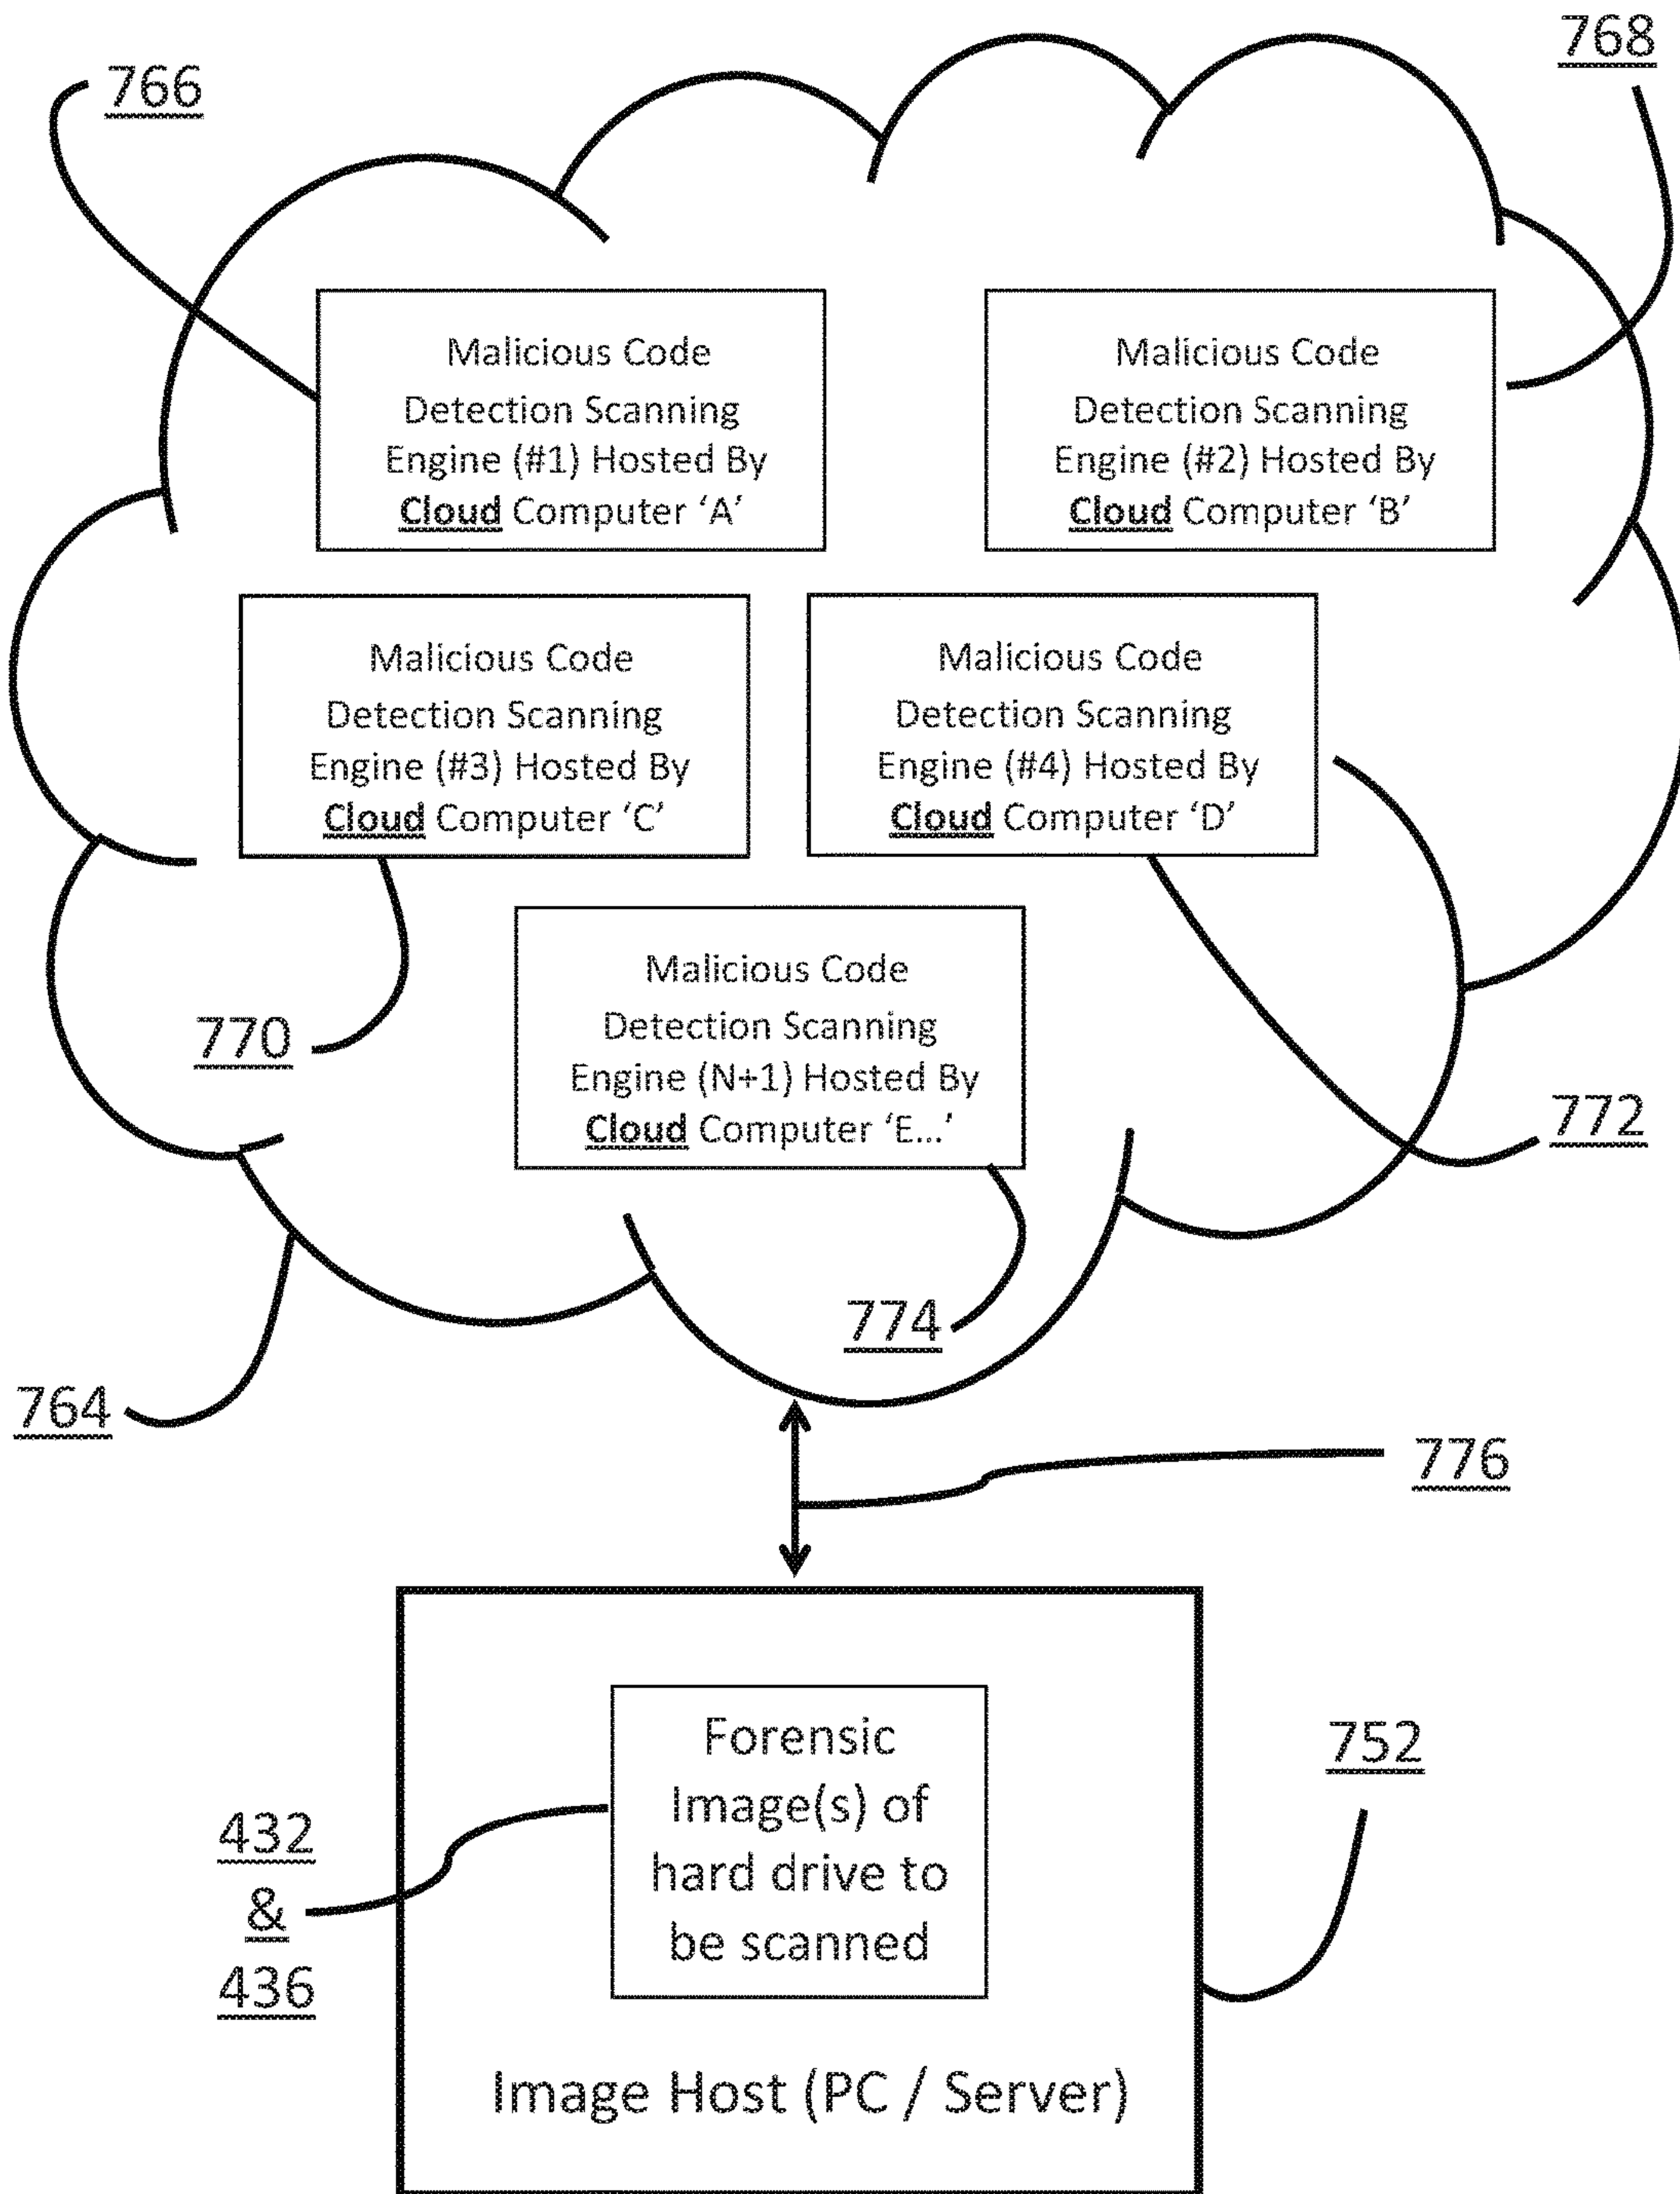 768
766
Malicious Code
Detection Scanning
Engine (#1) Hosted By
Cloud Computer ‘A’
Malicious Code
Detection Scanning
Engine (#2) Hosted By
Cloud Computer ‘B’
Malicious Code
Detection Scanning
Engine (#3) Hosted By
Cloud Computer ‘C’
Malicious Code
Detection Scanning
Engine (#4) Hosted By
Cloud Computer ‘D’
Malicious Code
Detection Scanning
Engine (N+1) Hosted By
Cloud Computer ‘E...’
770
772
774
764
776
Forensic
Image(s) of
hard drive to
be scanned
752
432
&
436
Image Host (PC / Server)